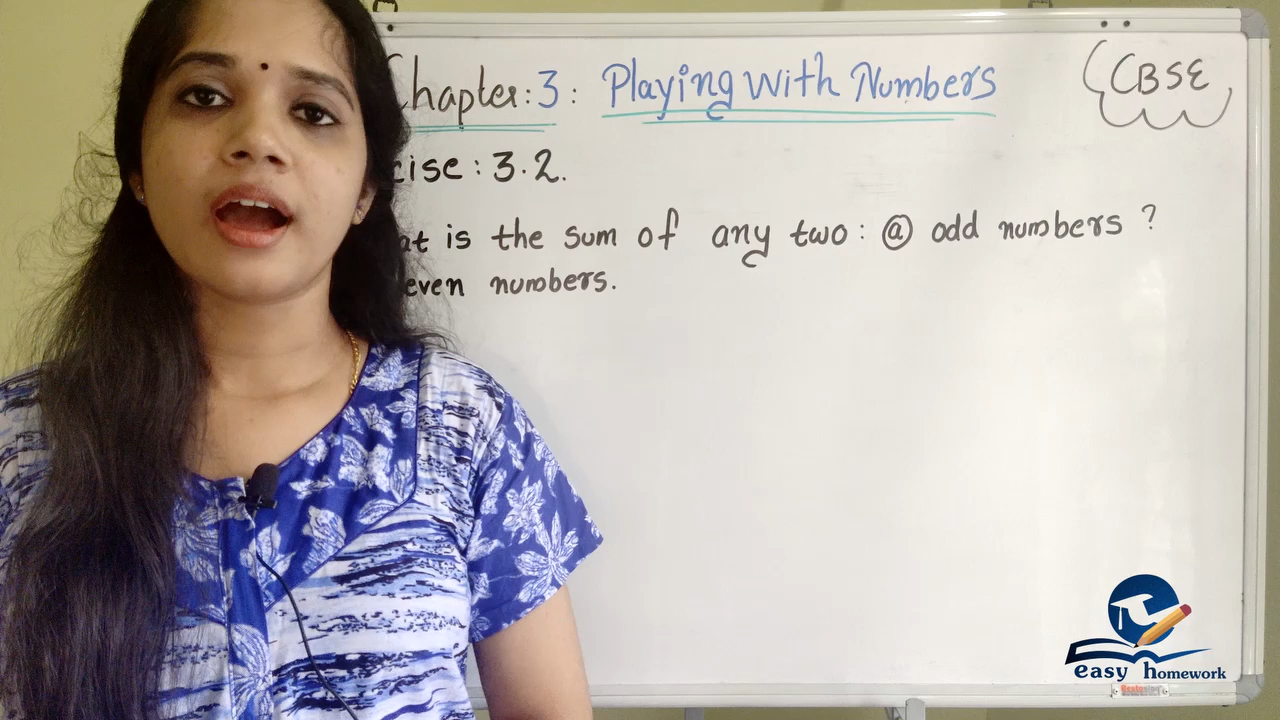 Chapter: 3: Playing with Numbers
CBSE
cise: 3.2.
at is the sum of any two: ⓐ odd numbers ?
even numbers.
easy homework